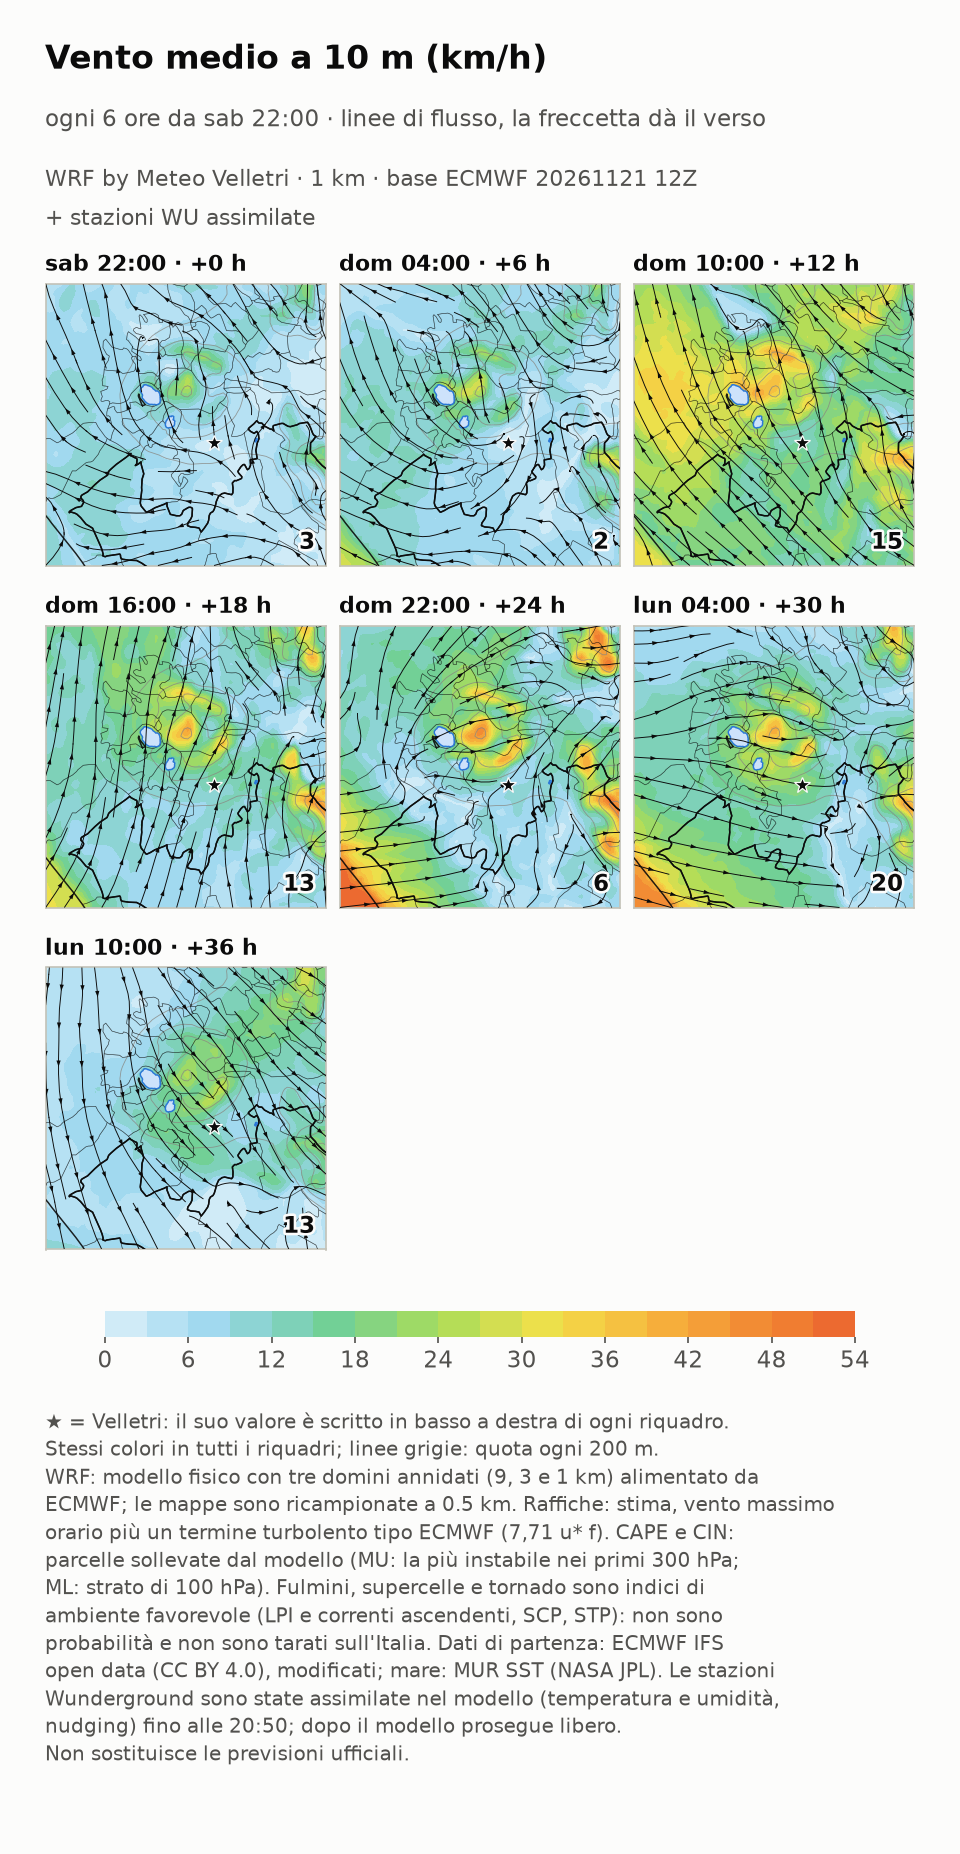 Vento medio a 10 m (km/h)
ogni 6 ore da sab 22:00 · linee di flusso, la freccetta dà il verso
WRF by Meteo Velletri · 1 km · base ECMWF 20261121 12Z
+ stazioni WU assimilate
sab 22:00 · +0 h
dom 04:00 · +6 h
dom 10:00 · +12 h
3
2
15
dom 16:00 · +18 h
dom 22:00 · +24 h
lun 04:00 · +30 h
13
6
20
lun 10:00 · +36 h
13
0 6 12 18 24 30 36 42 48 54
★ = Velletri: il suo valore è scritto in basso a destra di ogni riquadro.
Stessi colori in tutti i riquadri; linee grigie: quota ogni 200 m.
WRF: modello fisico con tre domini annidati (9, 3 e 1 km) alimentato da
ECMWF; le mappe sono ricampionate a 0.5 km. Raffiche: stima, vento massimo
orario più un termine turbolento tipo ECMWF (7,71 u* f). CAPE e CIN:
parcelle sollevate dal modello (MU: la più instabile nei primi 300 hPa;
ML: strato di 100 hPa). Fulmini, supercelle e tornado sono indici di
ambiente favorevole (LPI e correnti ascendenti, SCP, STP): non sono
probabilità e non sono tarati sull'Italia. Dati di partenza: ECMWF IFS
open data (CC BY 4.0), modificati; mare: MUR SST (NASA JPL). Le stazioni
Wunderground sono state assimilate nel modello (temperatura e umidità,
nudging) fino alle 20:50; dopo il modello prosegue libero.
Non sostituisce le previsioni ufficiali.